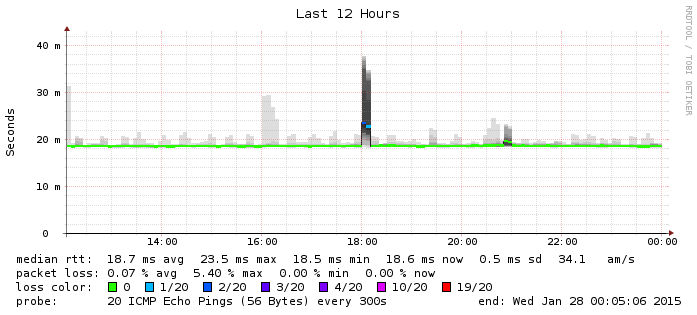 Last 12 Hours
RRDTOOL / TOBI OETIKER
Seconds
40 m
30 m
20 m
10 m
0
14:00 16:00 18:00 20:00 22:00 00:00
median rtt: 18.7 ms avg 23.5 ms max 18.5 ms min 18.6 ms now 0.5 ms sd 34.1 am/s
packet loss: 0.07 % avg 5.40 % max 0.00 % min 0.00 % now
loss color: 0 1/20 2/20 3/20 4/20 10/20 19/20
probe: 20 ICMP Echo Pings (56 Bytes) every 300s end: Wed Jan 28 00:05:06 2015